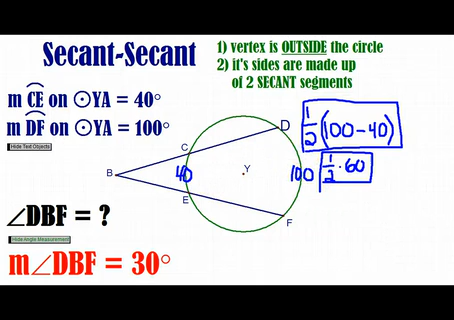 Secant-Secant
1) vertex is OUTSIDE the circle
2) it's sides are made up
of 2 SECANT segments
m CE on ⊙YA = 40°
m DF on ⊙YA = 100°
Hide Text Objects
1/2 (100-40)
1/2 · 60
D
C
B
40
Y
100
E
F
∠DBF = ?
Hide Angle Measurement
m∠DBF = 30°